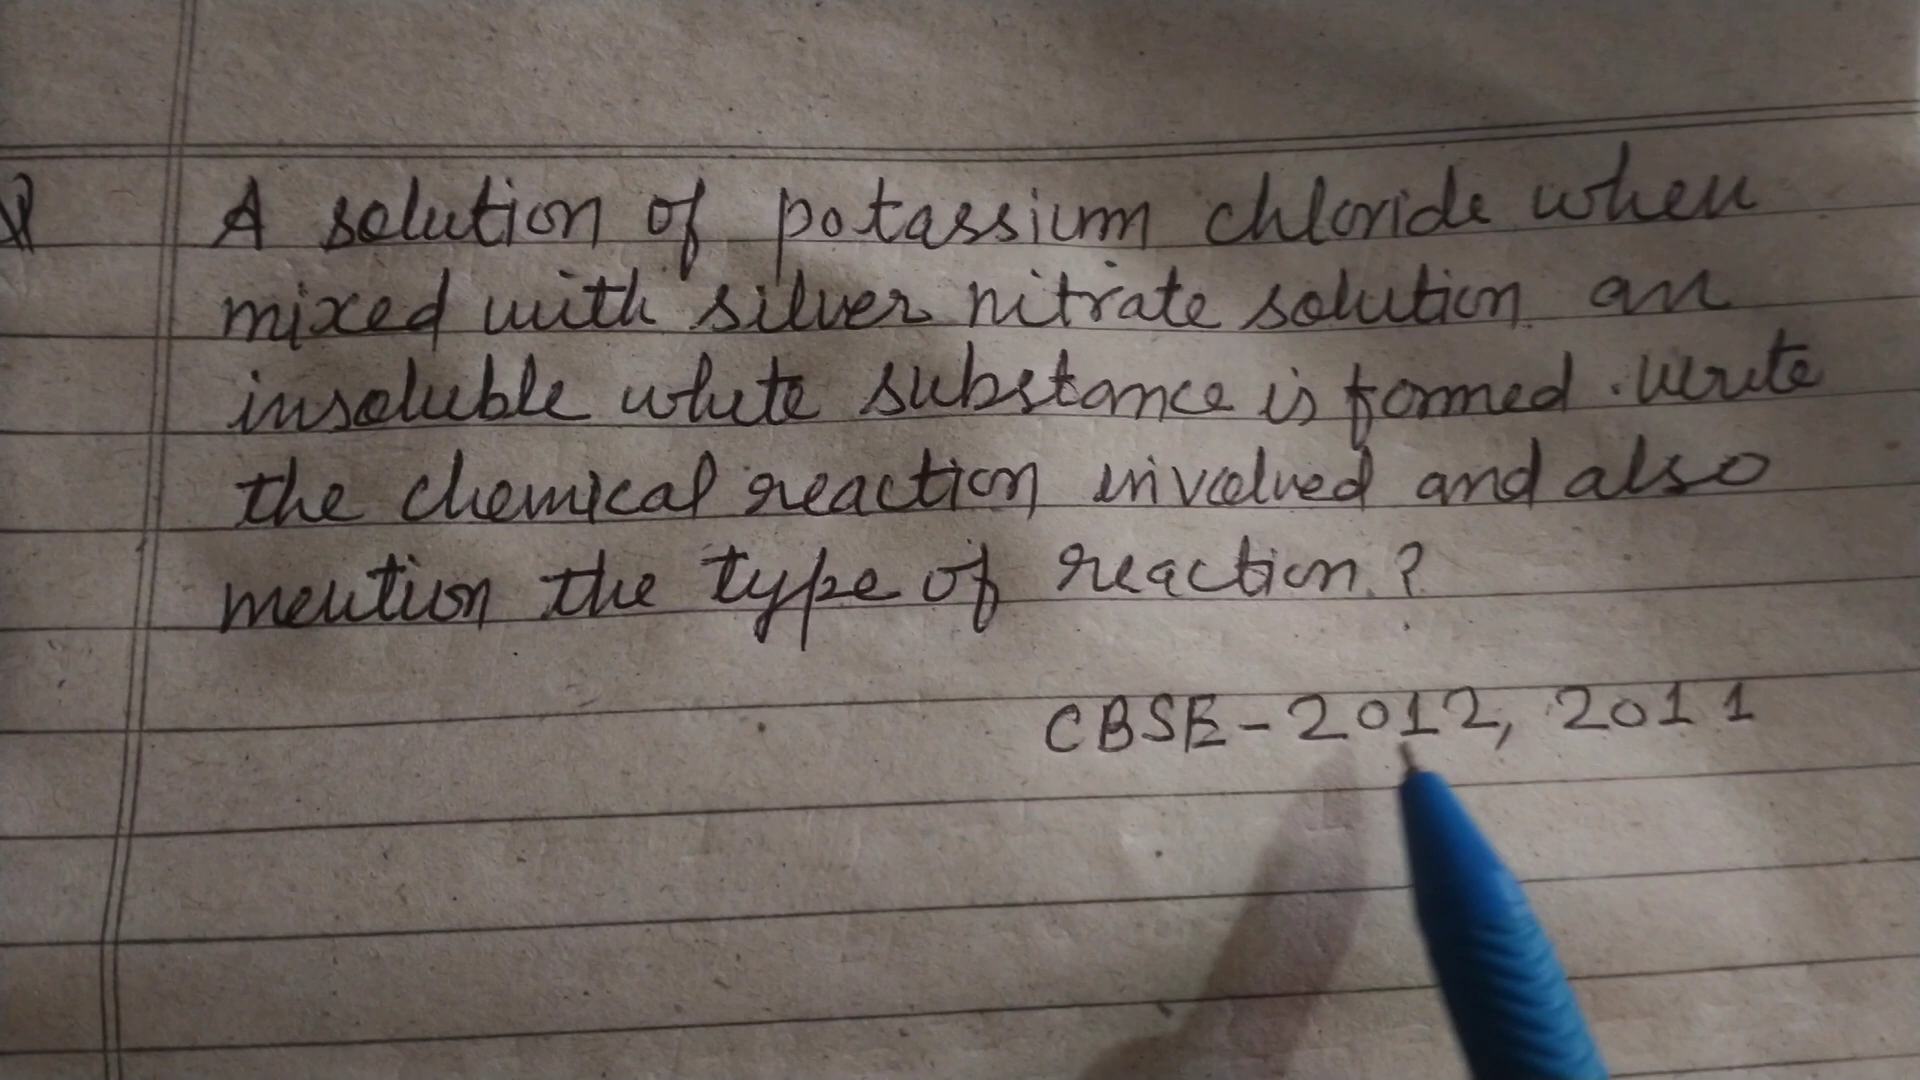 Q A solution of potassium chloride when
mixed with silver nitrate solution an
insoluble white substance is formed. Write
the chemical reaction involved and also
mention the type of reaction?
CBSE-2012, 2011